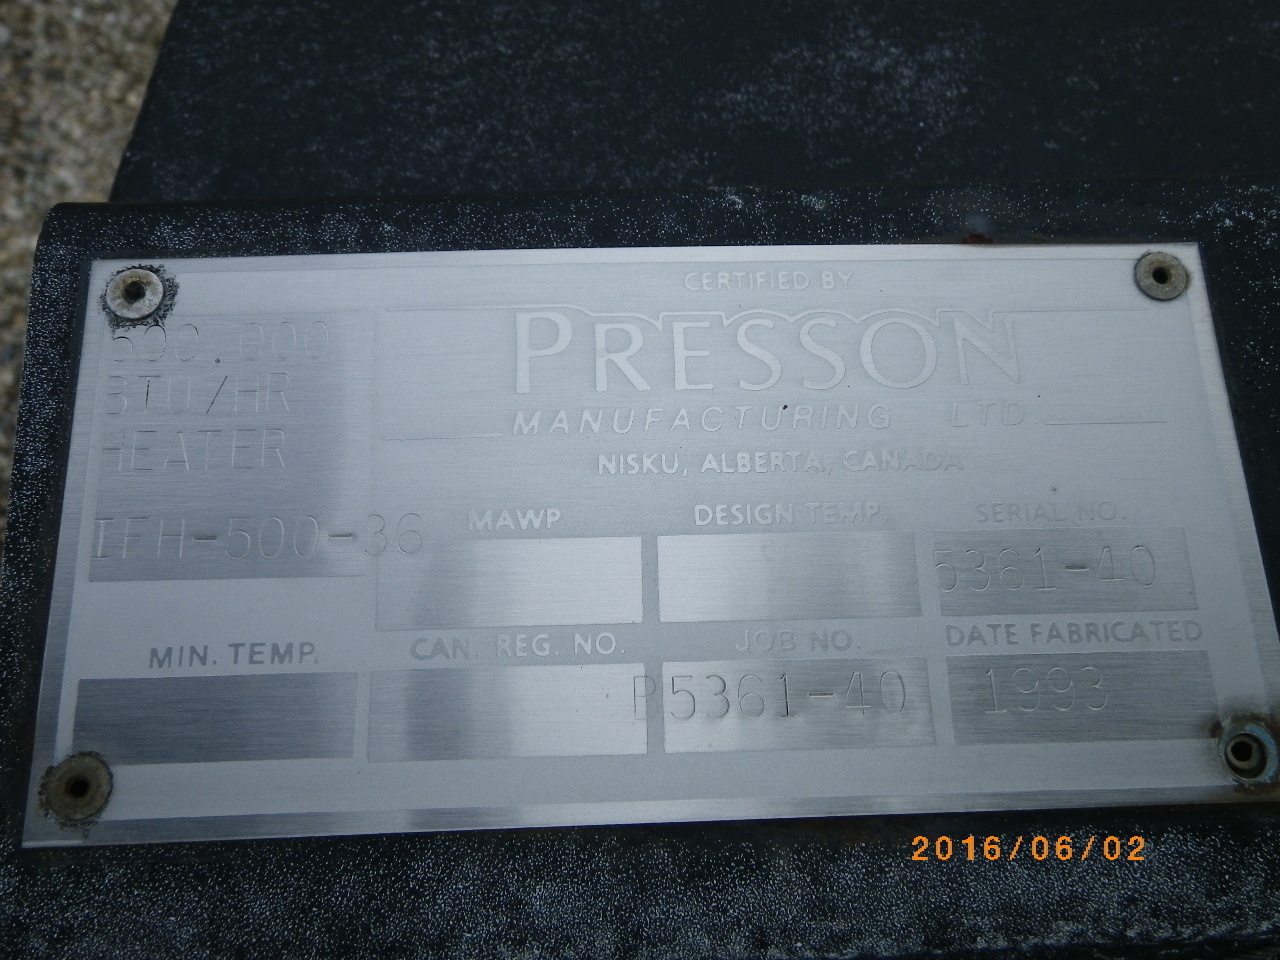 CERTIFIED BY
PRESSON
MANUFACTURING LTD
NISKU, ALBERTA, CANADA
500,000
BTU/HR
HEATER
IFH-500-36
MAWP
DESIGN TEMP.
SERIAL NO.
5361-40
MIN. TEMP.
CAN. REG. NO.
JOB NO.
DATE FABRICATED
P5361-40
1993
2016/06/02